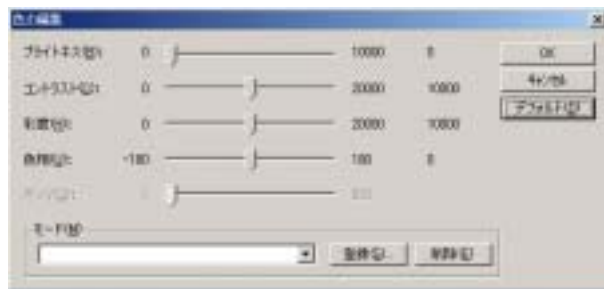 色の編集
ブライトネス(B): 0 10000 0 OK
コントラスト(C): 0 20000 10000 キャンセル
彩度(S): 0 20000 10000 デフォルト(D)
色相(U): -180 180 0
モード(M)
登録(E)... 削除(E)